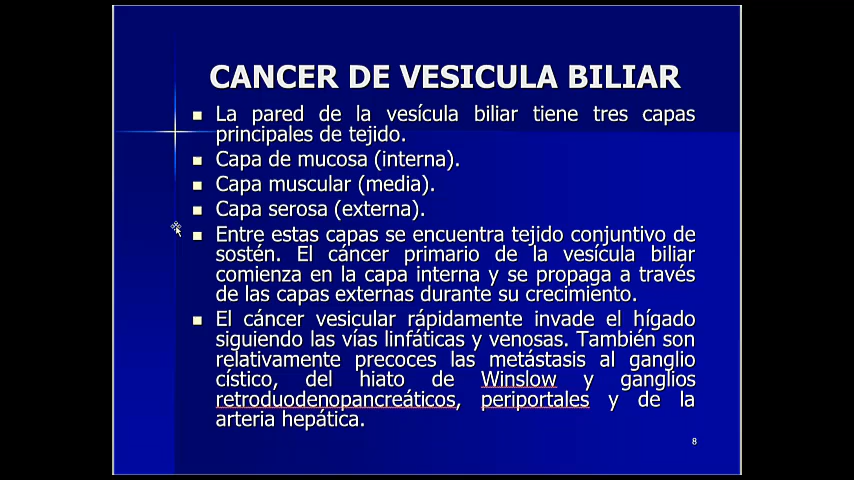 CANCER DE VESICULA BILIAR
La pared de la vesícula biliar tiene tres capas
principales de tejido.
Capa de mucosa (interna).
Capa muscular (media).
Capa serosa (externa).
Entre estas capas se encuentra tejido conjuntivo de
sostén. El cáncer primario de la vesícula biliar
comienza en la capa interna y se propaga a través
de las capas externas durante su crecimiento.
El cáncer vesicular rápidamente invade el hígado
siguiendo las vías linfáticas y venosas. También son
relativamente precoces las metástasis al ganglio
cístico, del hiato de Winslow y ganglios
retroduodenopancreáticos, periportales y de la
arteria hepática.
8